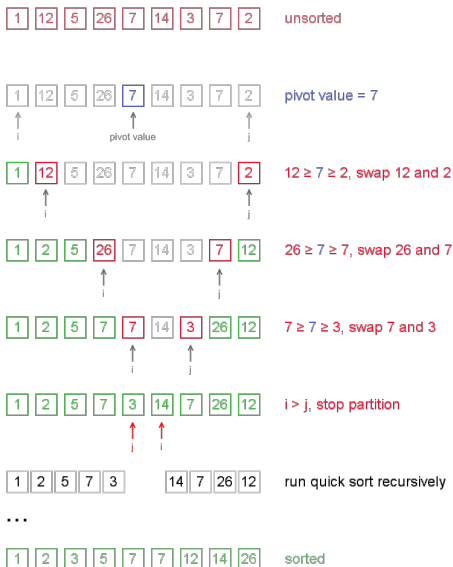 1 12 5 26 7 14 3 7 2 unsorted
1 12 5 26 7 14 3 7 2 pivot value = 7
i pivot value j
1 12 5 26 7 14 3 7 2 12 ≥ 7 ≥ 2, swap 12 and 2
i j
1 2 5 26 7 14 3 7 12 26 ≥ 7 ≥ 7, swap 26 and 7
i j
1 2 5 7 7 14 3 26 12 7 ≥ 7 ≥ 3, swap 7 and 3
i j
1 2 5 7 3 14 7 26 12 i > j, stop partition
j i
1 2 5 7 3 14 7 26 12 run quick sort recursively
...
1 2 3 5 7 7 12 14 26 sorted